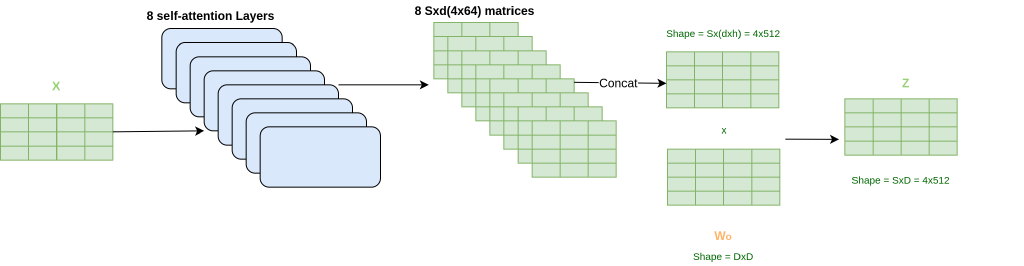 8 self-attention Layers
8 Sxd(4x64) matrices
Shape = Sx(dxh) = 4x512
X
Concat
Z
x
Shape = SxD = 4x512
Wo
Shape = DxD